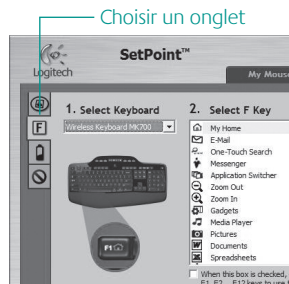 Choisir un onglet
SetPoint™
Logitech
My Mouse
1. Select Keyboard
2. Select F Key
Wireless Keyboard MK700
F
My Home
E-Mail
One-Touch Search
Messenger
Application Switcher
Zoom Out
Zoom In
Gadgets
Media Player
Pictures
Documents
Spreadsheets
F1
When this box is checked,
F1, F2 ... F12 keys to use t